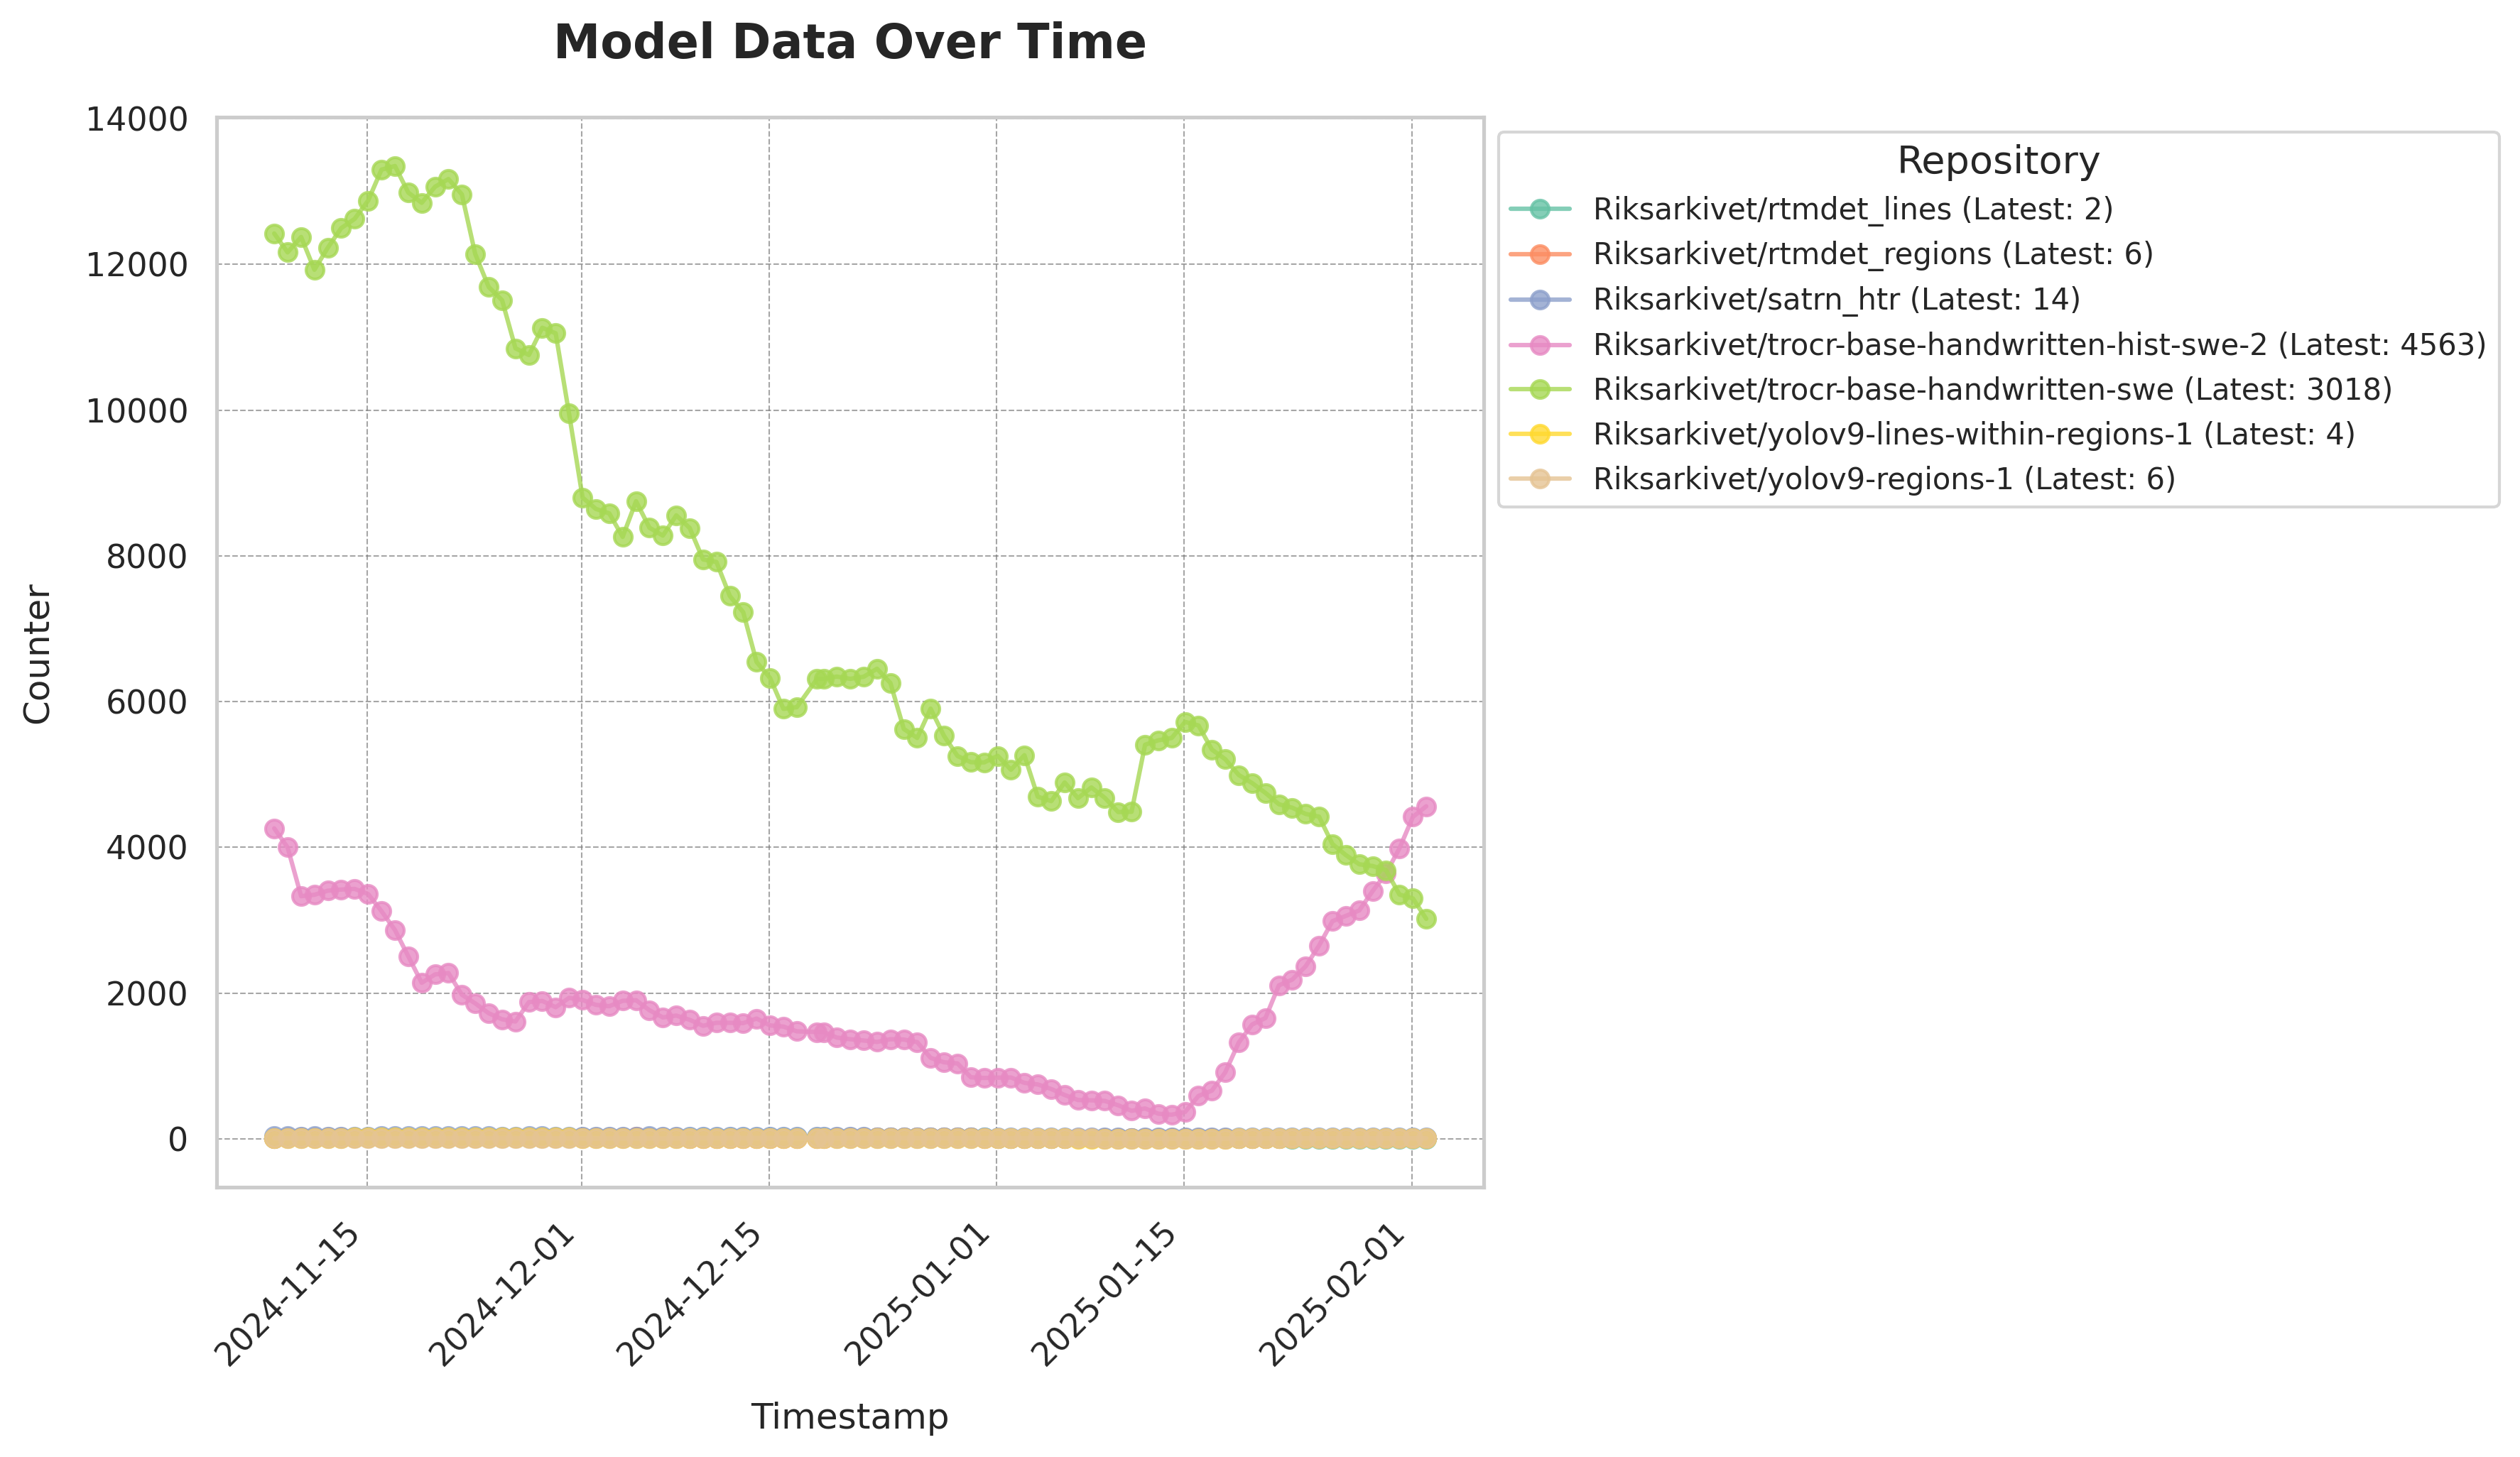 Model Data Over Time
14000
12000
10000
8000
6000
4000
2000
0
Counter
2024-11-15
2024-12-01
2024-12-15
2025-01-01
2025-01-15
2025-02-01
Timestamp
Repository
Riksarkivet/rtmdet_lines (Latest: 2)
Riksarkivet/rtmdet_regions (Latest: 6)
Riksarkivet/satrn_htr (Latest: 14)
Riksarkivet/trocr-base-handwritten-hist-swe-2 (Latest: 4563)
Riksarkivet/trocr-base-handwritten-swe (Latest: 3018)
Riksarkivet/yolov9-lines-within-regions-1 (Latest: 4)
Riksarkivet/yolov9-regions-1 (Latest: 6)